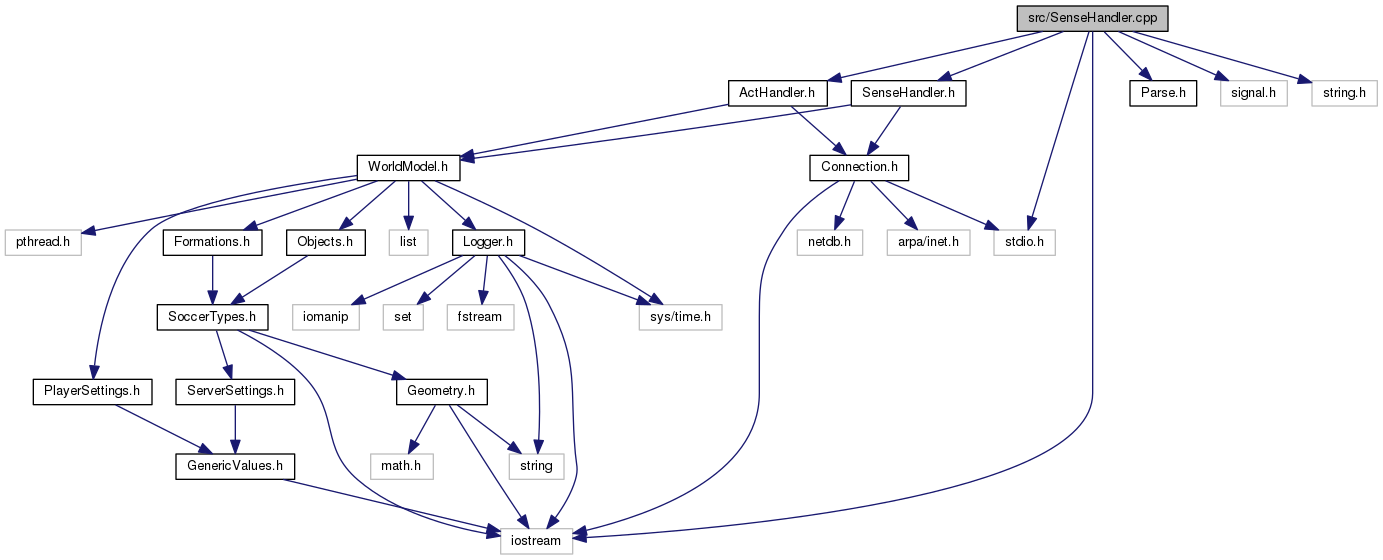 src/SenseHandler.cpp
ActHandler.h
SenseHandler.h
Parse.h
signal.h
string.h
WorldModel.h
Connection.h
pthread.h
Formations.h
Objects.h
list
Logger.h
netdb.h
arpa/inet.h
stdio.h
SoccerTypes.h
iomanip
set
fstream
sys/time.h
PlayerSettings.h
ServerSettings.h
Geometry.h
GenericValues.h
math.h
string
iostream